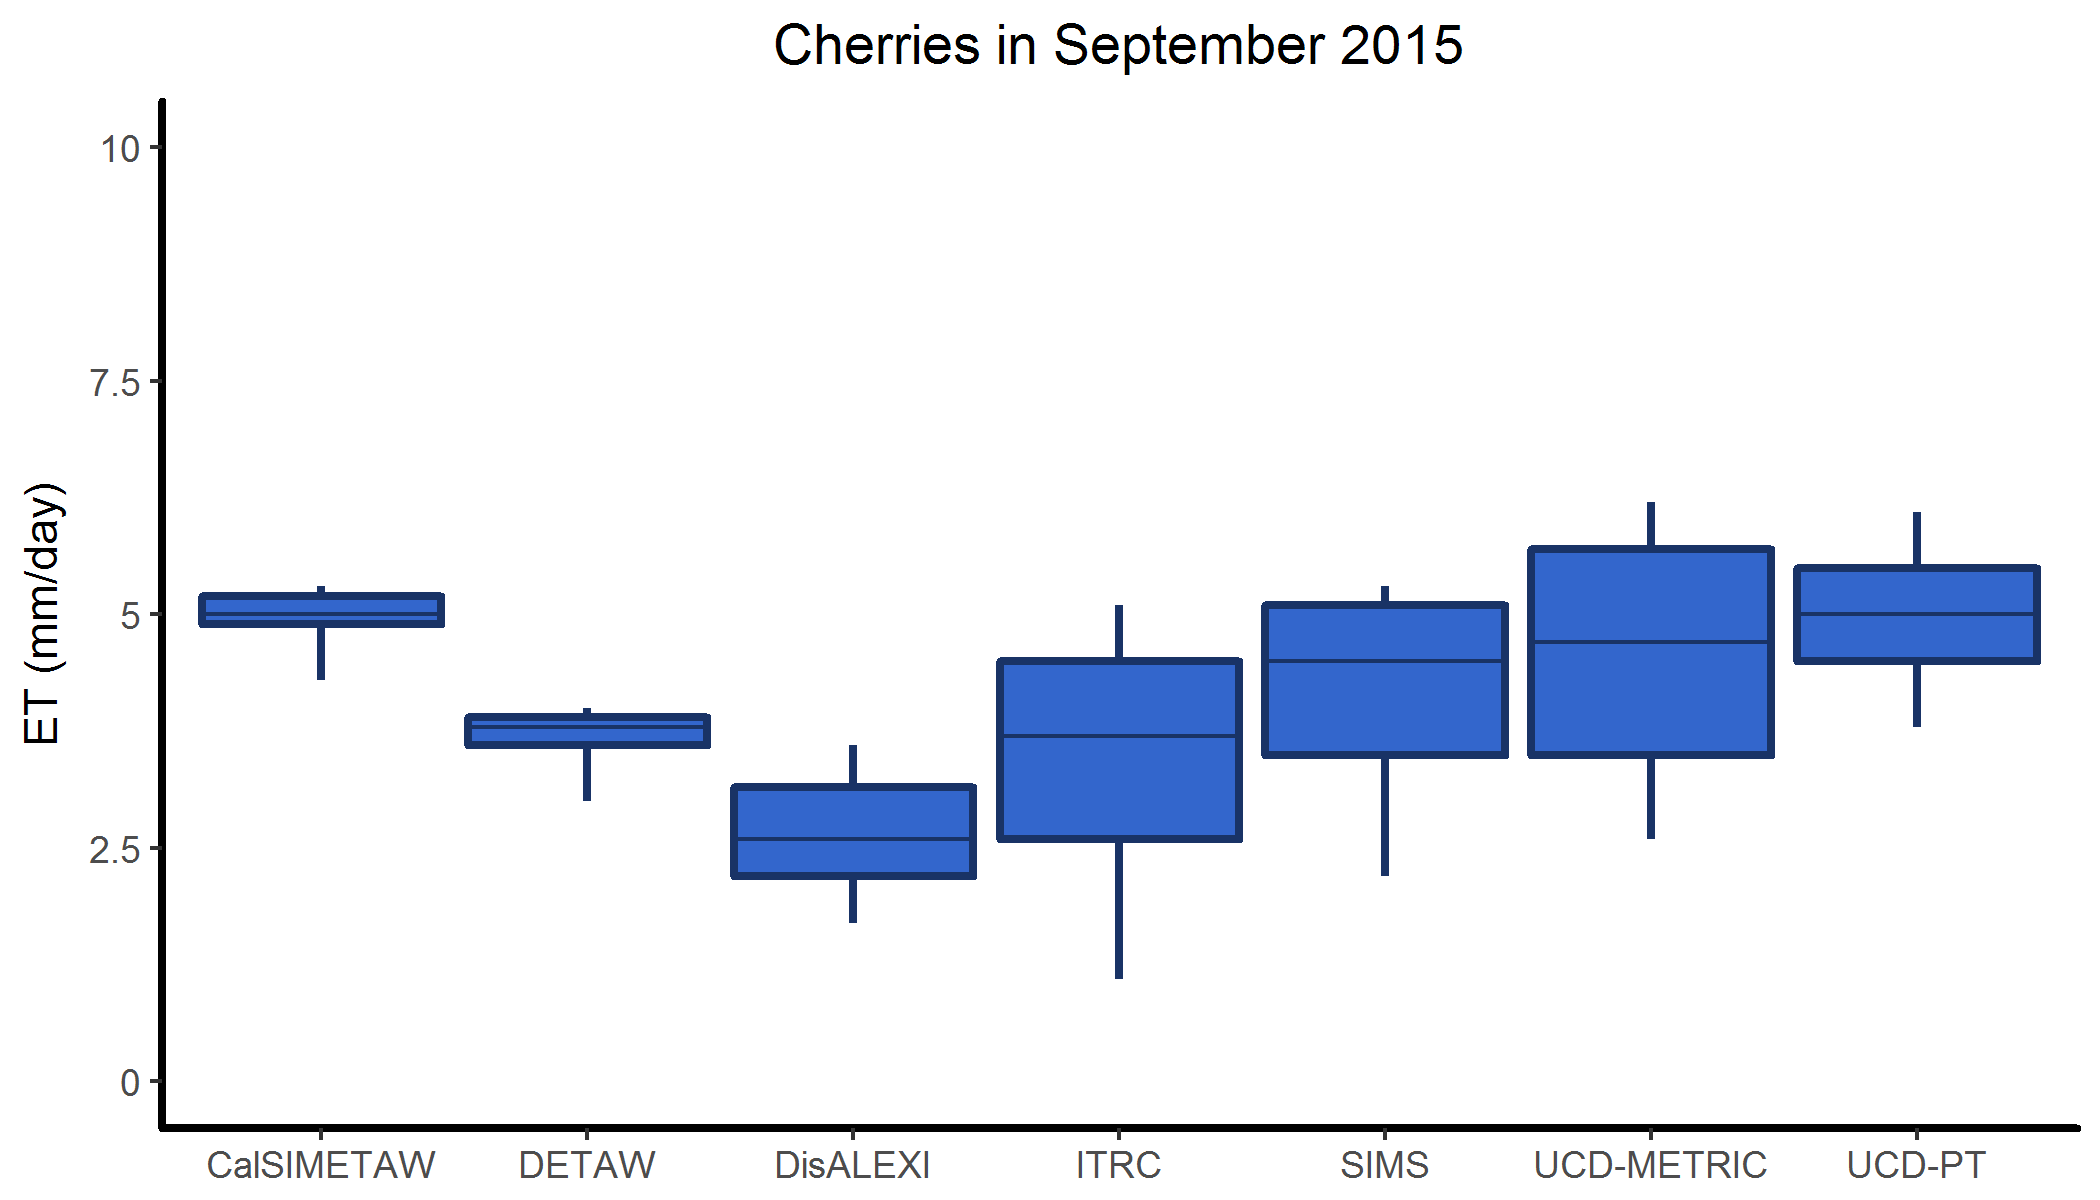 Cherries in September 2015
ET (mm/day)
10
7.5
5
2.5
0
CalSIMETAW DETAW DisALEXI ITRC SIMS UCD-METRIC UCD-PT